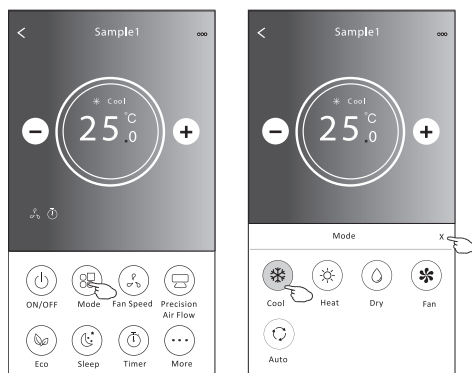 Sample1
Cool
25.0 °C
ON/OFF Mode Fan Speed Precision Air Flow
Eco Sleep Timer More
Sample1
Cool
25.0 °C
Mode X
Cool Heat Dry Fan
Auto